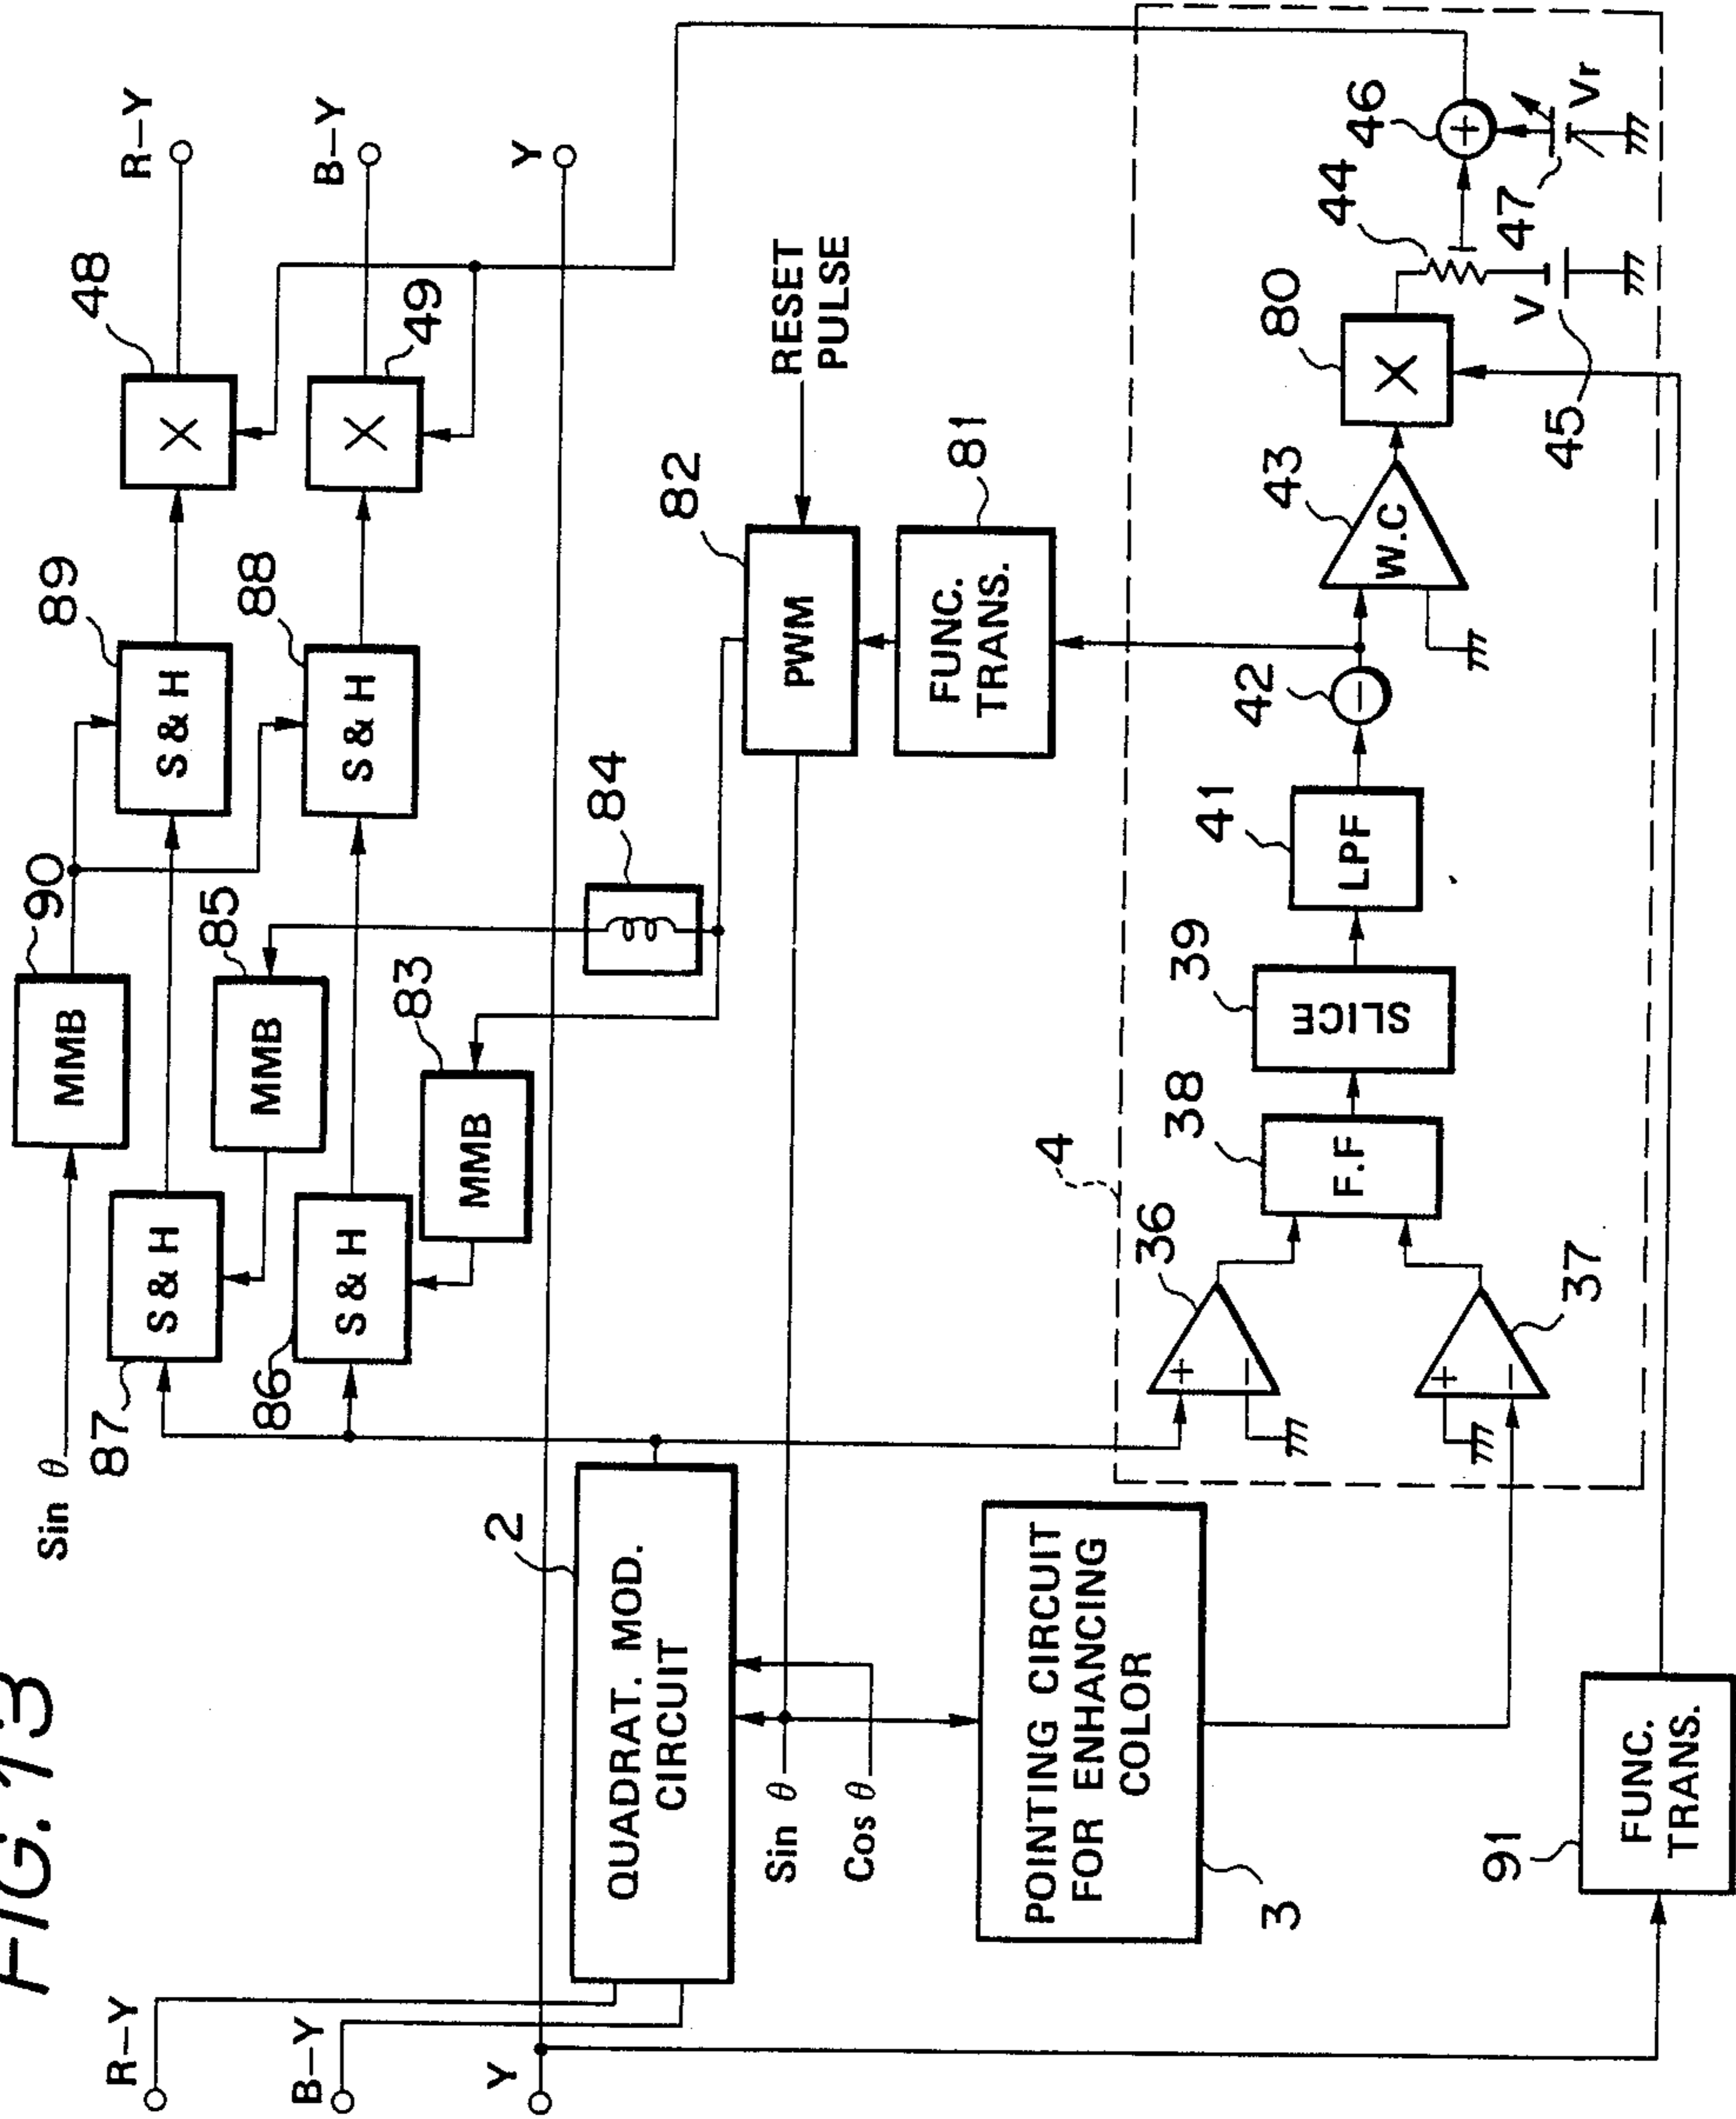 FIG. 13
R–Y
B–Y
Y
Sin θ
87
S & H
86
S & H
90
MMB
85
MMB
83
MMB
89
S & H
88
S & H
48
X
49
X
R–Y
B–Y
Y
84
2
QUADRAT. MOD.
CIRCUIT
Sin θ
Cos θ
82
PWM
RESET
PULSE
81
FUNC.
TRANS.
3
POINTING CIRCUIT
FOR ENHANCING
COLOR
4
36
+
−
37
+
−
38
F.F
39
SLICE
41
LPF
42
−
43
W.C
80
X
44
V
45
46
+
47
Vr
91
FUNC.
TRANS.